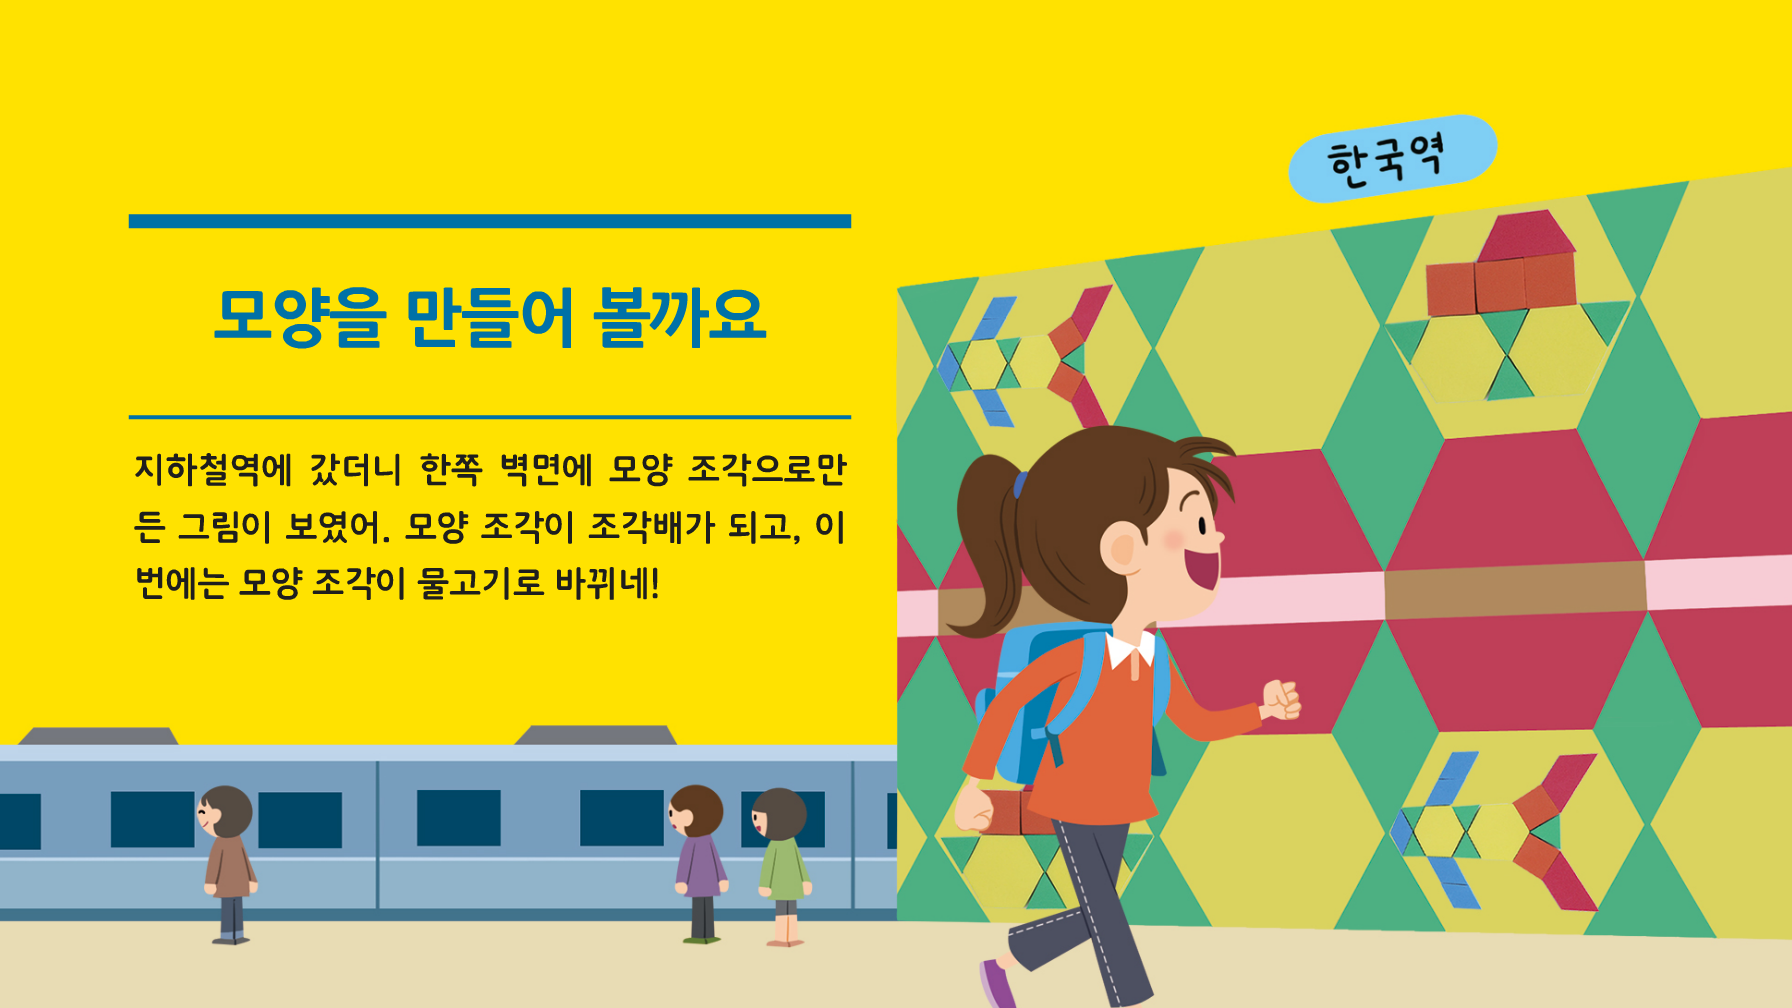 한국역
모양을 만들어 볼까요
지하철역에 갔더니 한쪽 벽면에 모양 조각으로만
든 그림이 보였어. 모양 조각이 조각배가 되고, 이
번에는 모양 조각이 물고기로 바뀌네!